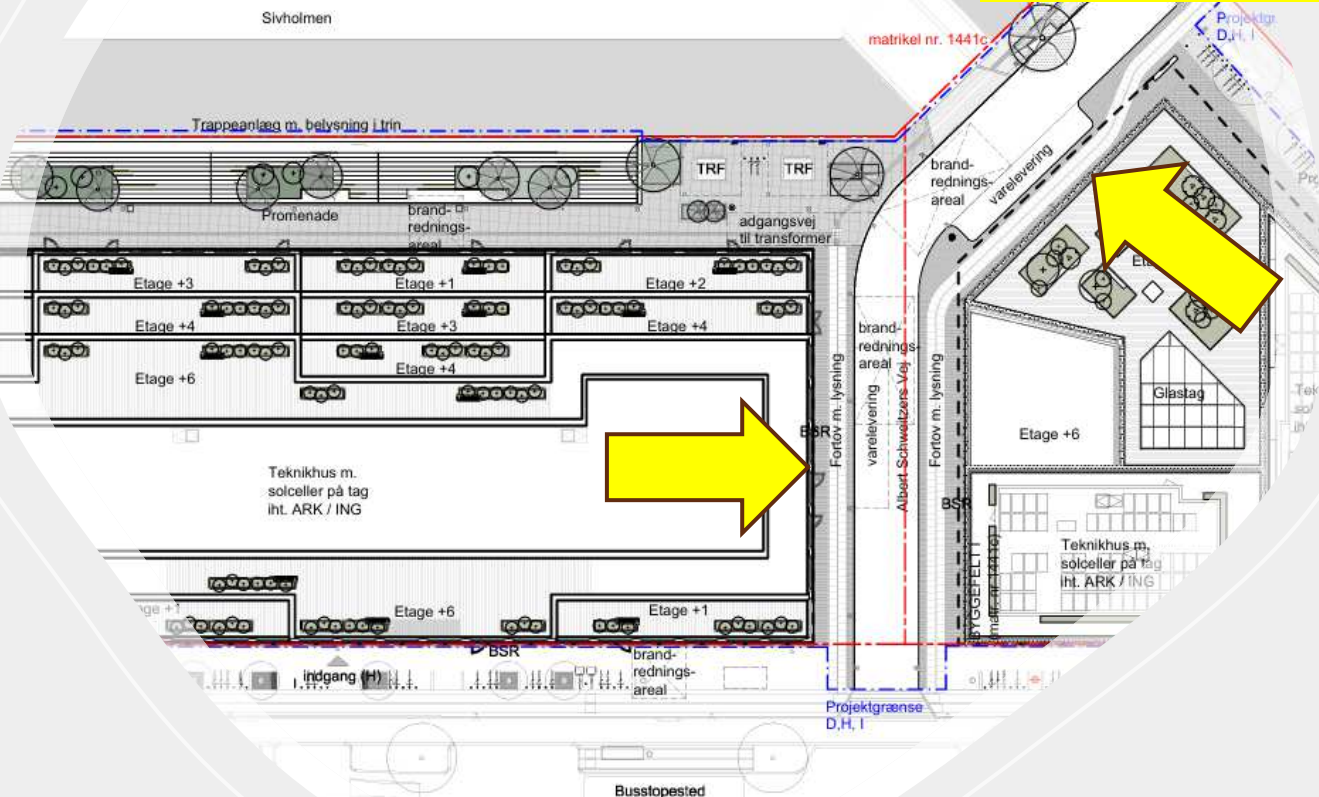 Sivholmen
matrikel nr. 1441c
Projektgr.
D,H, I
Trappeanlæg m. belysning i trin
TRF
TRF
brand-
rednings-
areal
varelevering
Promenade
brand-
rednings-
areal
adgangsvej
til transformer
Etage +3
Etage +1
Etage +2
Etage +4
Etage +3
Etage +4
Etage +6
Etage +4
brand-
rednings-
areal
Fortov m. lysning
varelevering
Albert Schweitzers Vej
Fortov m. lysning
Glastag
Etage +6
BSR
BSR
Teknikhus m.
solceller på tag
iht. ARK / ING
Teknikhus m.
solceller på tag
iht. ARK / ING
BYGGEFELT I
(matr. nr. 1441c)
Etage +6
Etage +1
BSR
indgang (H)
brand-
rednings-
areal
Projektgrænse
D,H, I
Busstopested